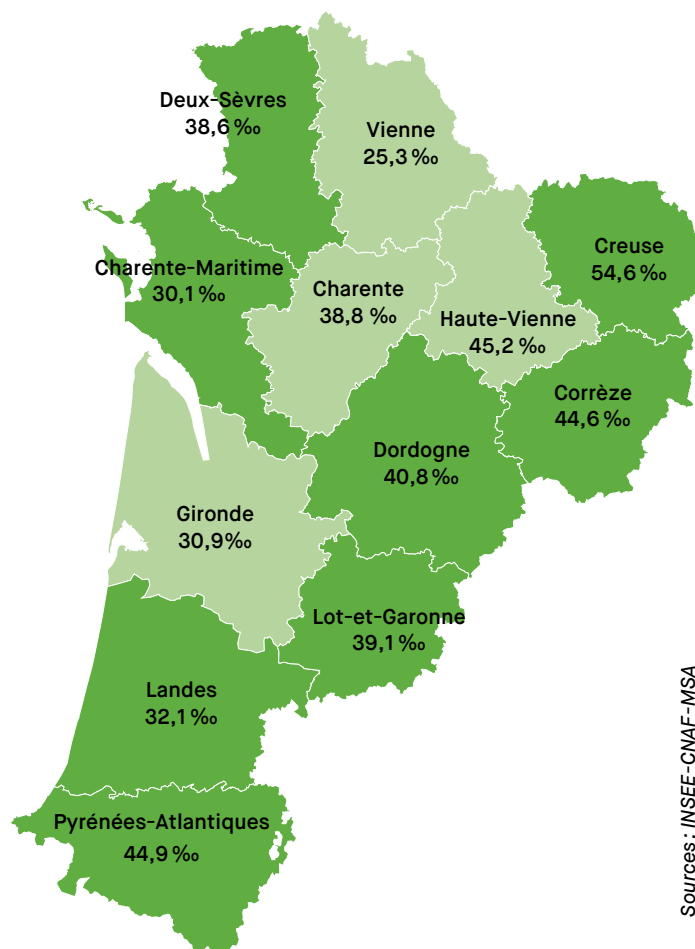 Deux-Sèvres
38,6 ‰
Vienne
25,3 ‰
Creuse
54,6 ‰
Charente-Maritime
30,1 ‰
Charente
38,8 ‰
Haute-Vienne
45,2 ‰
Corrèze
44,6 ‰
Dordogne
40,8 ‰
Gironde
30,9‰
Lot-et-Garonne
39,1 ‰
Landes
32,1 ‰
Pyrénées-Atlantiques
44,9 ‰
Sources : INSEE-CNAF-MSA